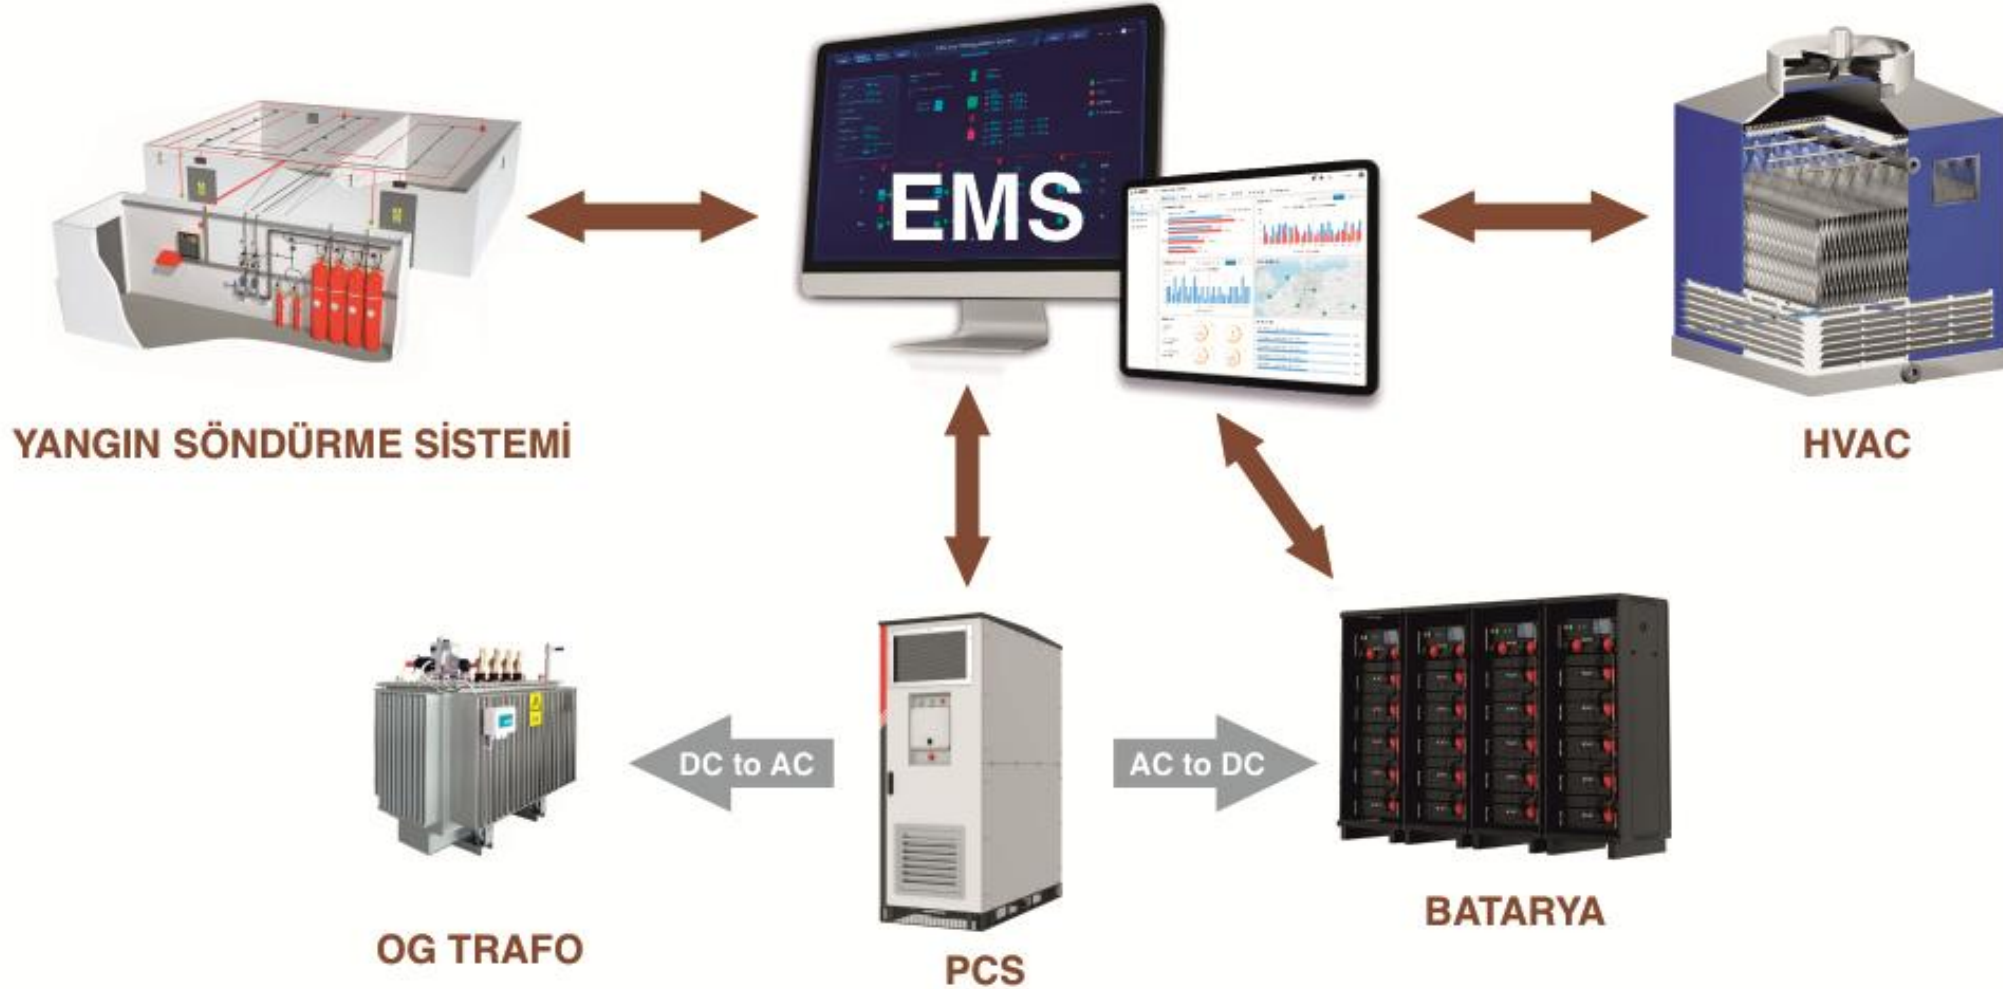 EMS
YANGIN SÖNDÜRME SİSTEMİ
HVAC
DC to AC
AC to DC
OG TRAFO
PCS
BATARYA